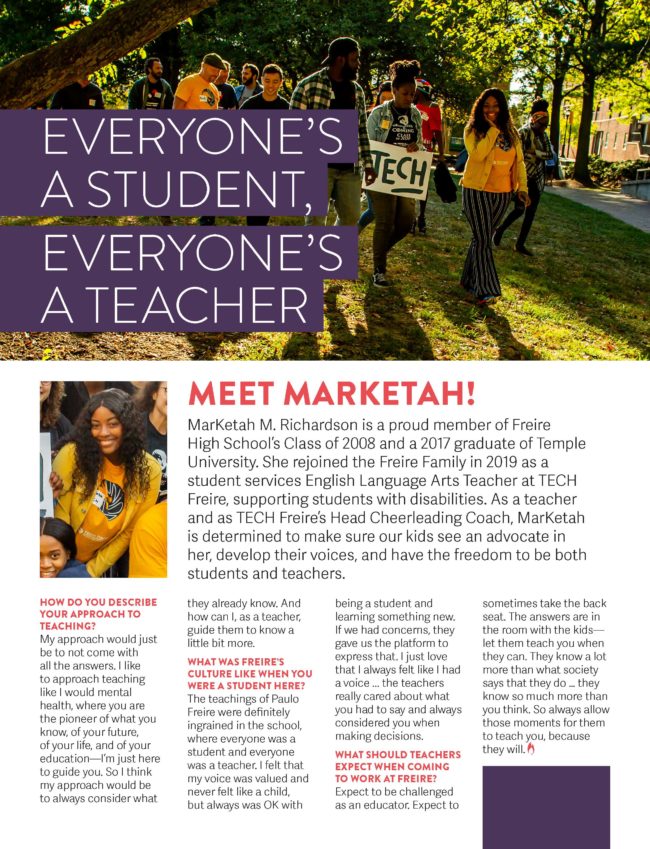 EVERYONE'S
A STUDENT,
EVERYONE'S
A TEACHER
TECH
MEET MARKETAH!
MarKetah M. Richardson is a proud member of Freire
High School's Class of 2008 and a 2017 graduate of Temple
University. She rejoined the Freire Family in 2019 as a
student services English Language Arts Teacher at TECH
Freire, supporting students with disabilities. As a teacher
and as TECH Freire's Head Cheerleading Coach, MarKetah
is determined to make sure our kids see an advocate in
her, develop their voices, and have the freedom to be both
students and teachers.
HOW DO YOU DESCRIBE
YOUR APPROACH TO
TEACHING?
My approach would just
be to not come with
all the answers. I like
to approach teaching
like I would mental
health, where you are
the pioneer of what you
know, of your future,
of your life, and of your
education—I'm just here
to guide you. So I think
my approach would be
to always consider what
they already know. And
how can I, as a teacher,
guide them to know a
little bit more.
WHAT WAS FREIRE'S
CULTURE LIKE WHEN YOU
WERE A STUDENT HERE?
The teachings of Paulo
Freire were definitely
ingrained in the school,
where everyone was a
student and everyone
was a teacher. I felt that
my voice was valued and
never felt like a child,
but always was OK with
being a student and
learning something new.
If we had concerns, they
gave us the platform to
express that. I just love
that I always felt like I had
a voice ... the teachers
really cared about what
you had to say and always
considered you when
making decisions.
WHAT SHOULD TEACHERS
EXPECT WHEN COMING
TO WORK AT FREIRE?
Expect to be challenged
as an educator. Expect to
sometimes take the back
seat. The answers are in
the room with the kids—
let them teach you when
they can. They know a lot
more than what society
says that they do ... they
know so much more than
you think. So always allow
those moments for them
to teach you, because
they will.